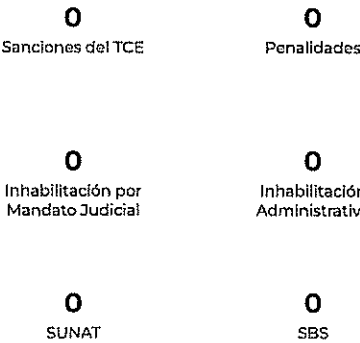 0
Sanciones del TCE
0
Penalidades
0
Inhabilitación por
Mandato Judicial
0
Inhabilitación
Administrativ
0
SUNAT
0
SBS